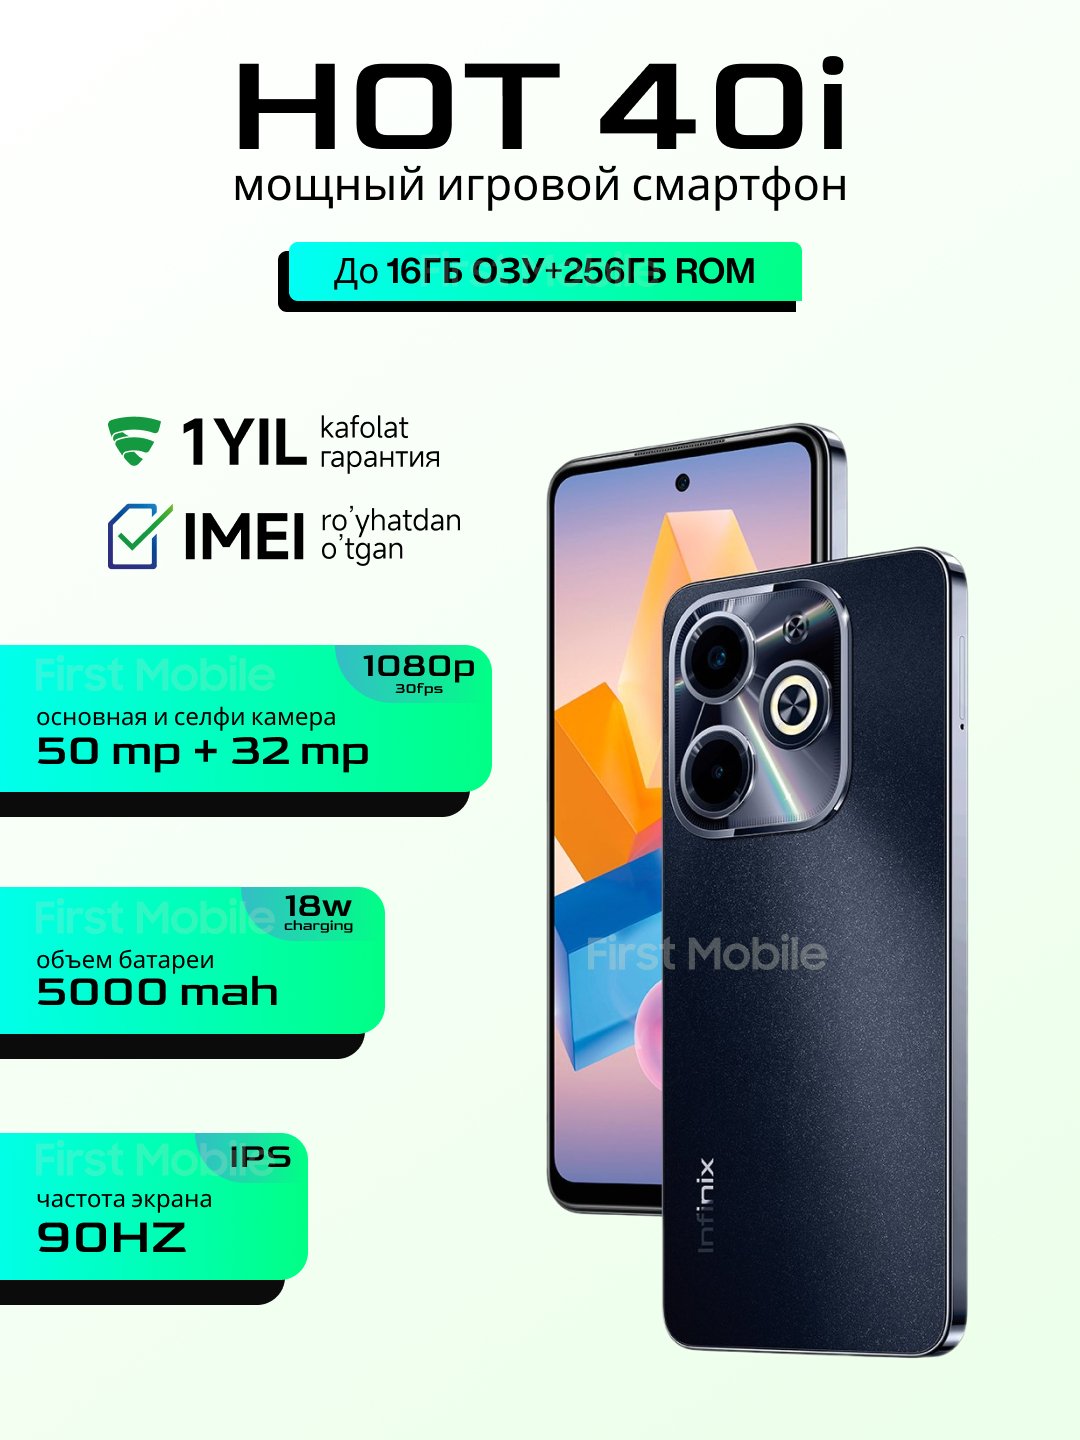 HOT 40i
мощный игровой смартфон
До 16ГБ ОЗУ+256ГБ ROM
1 YIL
kafolat
гарантия
IMEI
ro'yhatdan
o'tgan
First Mobile
1080p
30fps
основная и селфи камера
50 mp + 32 mp
First Mobile
18w
charging
объем батареи
5000 mah
First Mobile
IPS
частота экрана
90HZ
First Mobile
Infinix